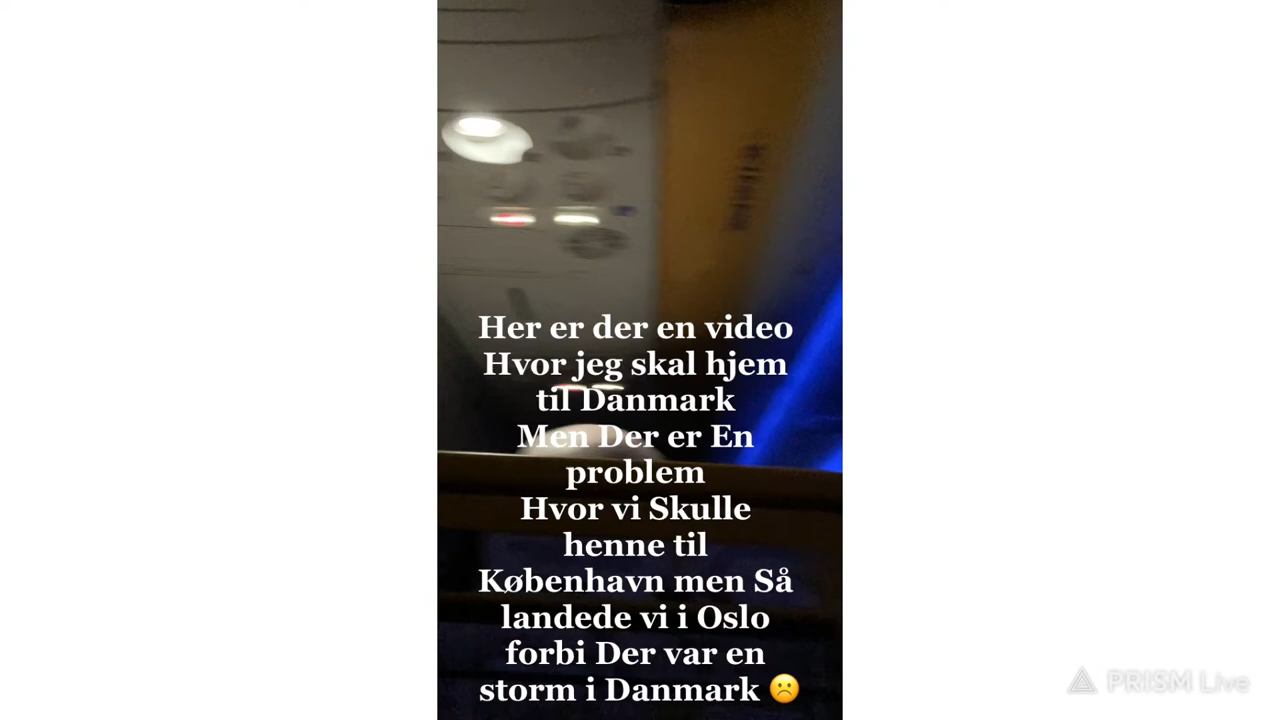 Her er der en video
Hvor jeg skal hjem
til Danmark
Men Der er En
problem
Hvor vi Skulle
henne til
København men Så
landede vi i Oslo
forbi Der var en
storm i Danmark ☹️
PRISM Live